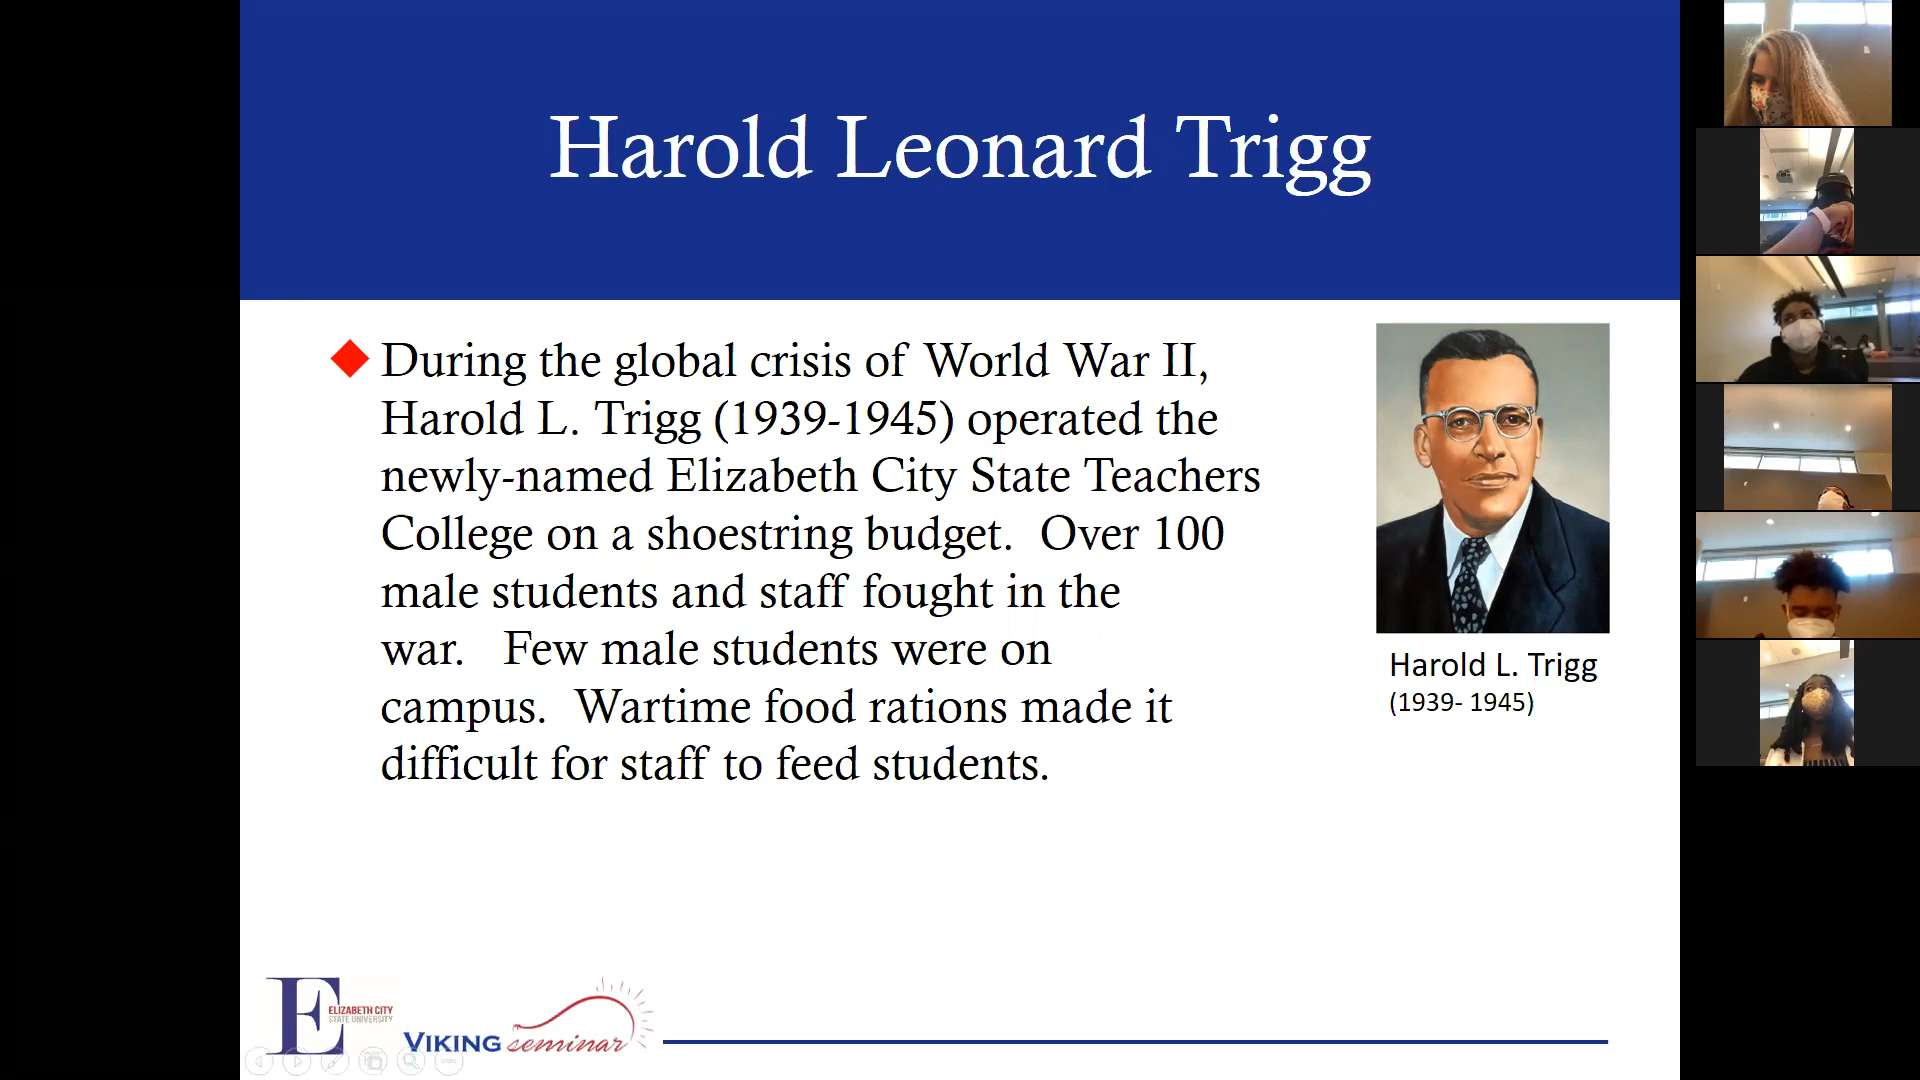 Harold Leonard Trigg
During the global crisis of World War II,
Harold L. Trigg (1939-1945) operated the
newly-named Elizabeth City State Teachers
College on a shoestring budget.  Over 100
male students and staff fought in the
war.   Few male students were on
campus.  Wartime food rations made it
difficult for staff to feed students.
Harold L. Trigg
(1939- 1945)
E
ELIZABETH CITY
STATE UNIVERSITY
VIKING seminar